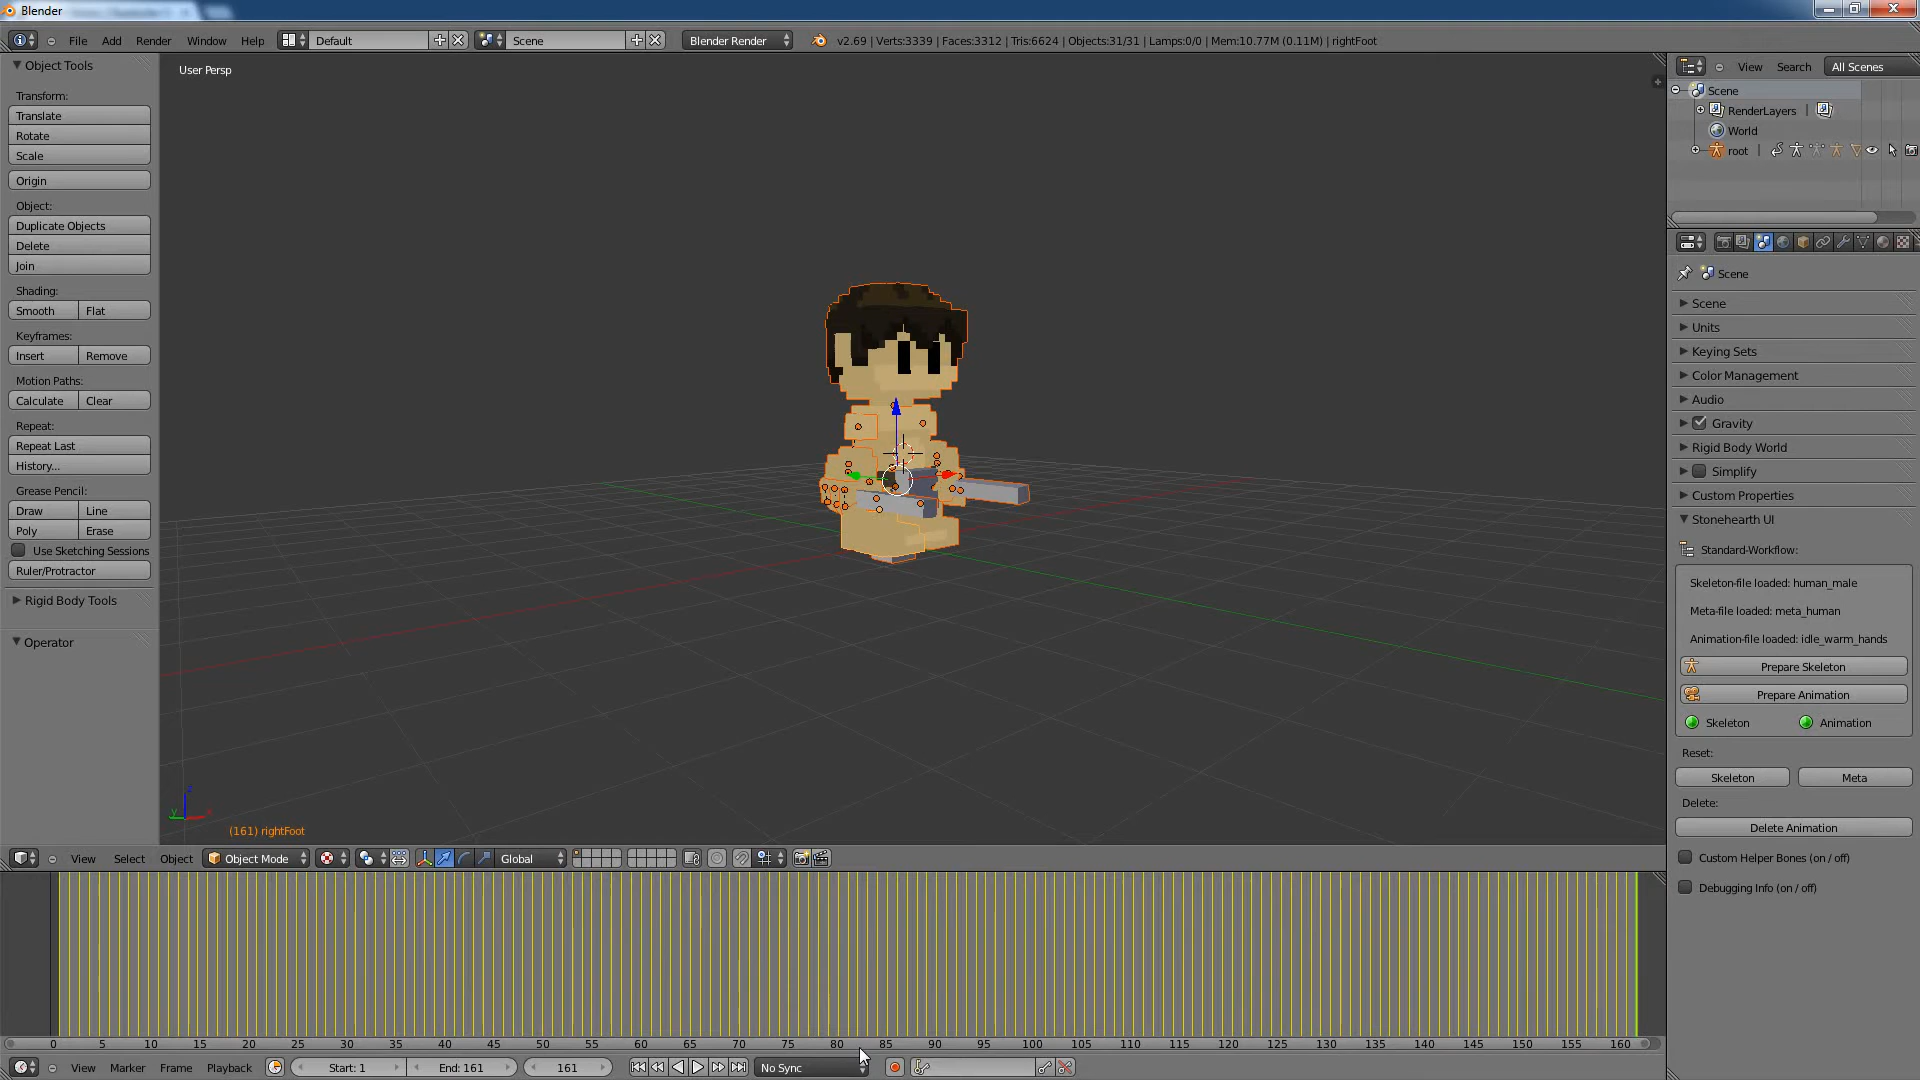 Blender
File Add Render Window Help Default Scene Blender Render v2.69 | Verts:3339 | Faces:3312 | Tris:6624 | Objects:31/31 | Lamps:0/0 | Mem:10.77M (0.11M) | rightFoot
Object Tools
Transform:
Translate
Rotate
Scale
Origin
Object:
Duplicate Objects
Delete
Join
Shading:
Smooth Flat
Keyframes:
Insert Remove
Motion Paths:
Calculate Clear
Repeat:
Repeat Last
History...
Grease Pencil:
Draw Line
Poly Erase
Use Sketching Sessions
Ruler/Protractor
Rigid Body Tools
Operator
User Persp
z
y x
(161) rightFoot
View Search All Scenes
Scene
RenderLayers |
World
root |
Scene
Scene
Units
Keying Sets
Color Management
Audio
Gravity
Rigid Body World
Simplify
Custom Properties
Stonehearth UI
Standard-Workflow:
Skeleton-file loaded: human_male
Meta-file loaded: meta_human
Animation-file loaded: idle_warm_hands
Prepare Skeleton
Prepare Animation
Skeleton Animation
Reset:
Skeleton Meta
Delete:
Delete Animation
Custom Helper Bones (on / off)
Debugging Info (on / off)
View Select Object Object Mode Global
0 5 10 15 20 25 30 35 40 45 50 55 60 65 70 75 80 85 90 95 100 105 110 115 120 125 130 135 140 145 150 155 160
View Marker Frame Playback Start: 1 End: 161 161 No Sync